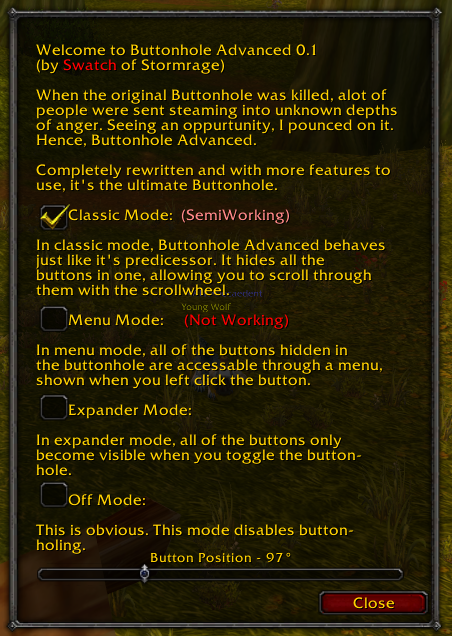 Welcome to Buttonhole Advanced 0.1
(by Swatch of Stormrage)
When the original Buttonhole was killed, alot of
people were sent steaming into unknown depths
of anger. Seeing an oppurtunity, I pounced on it.
Hence, Buttonhole Advanced.
Completely rewritten and with more features to
use, it's the ultimate Buttonhole.
Classic Mode: (SemiWorking)
In classic mode, Buttonhole Advanced behaves
just like it's predicissor. It hides all the
buttons in one, allowing you to scroll through
them with the scrollwheel.
Young Wolf
Menu Mode: (Not Working)
In menu mode, all of the buttons hidden in
the buttonhole are accessable through a menu,
shown when you left click the button.
Expander Mode:
In expander mode, all of the buttons only
become visible when you toggle the button-
hole.
Off Mode:
This is obvious. This mode disables button-
holing.
Button Position - 97°
Close